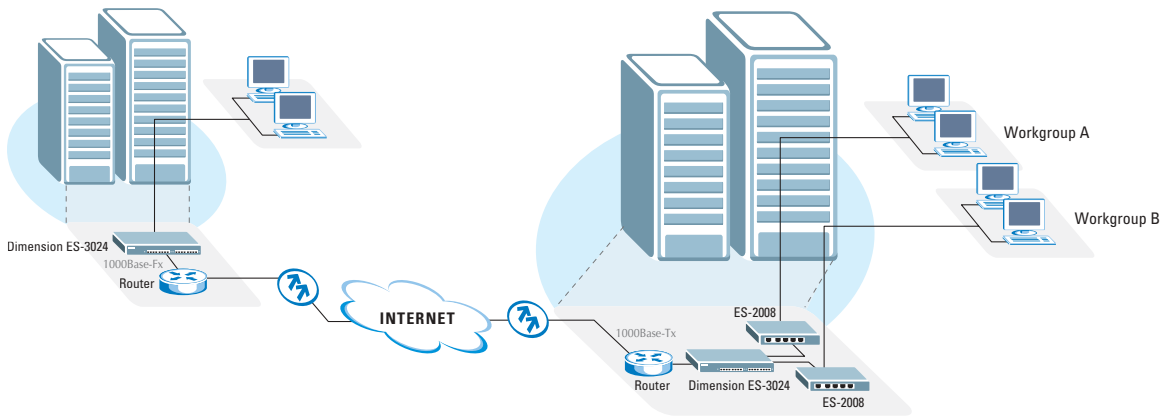 Workgroup A
Workgroup B
Dimension ES-3024
1000Base-Fx
Router
INTERNET
ES-2008
1000Base-Tx
Router
Dimension ES-3024
ES-2008